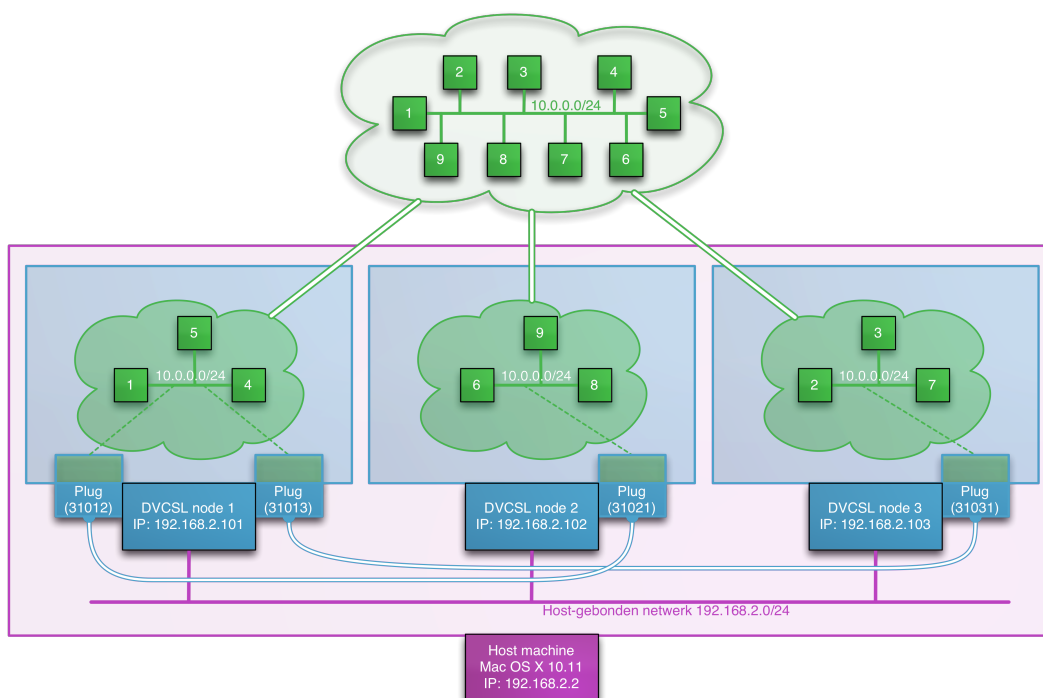 2
3
4
1
10.0.0.0/24
5
9
8
7
6
5
1
10.0.0.0/24
4
9
6
10.0.0.0/24
8
3
2
10.0.0.0/24
7
Plug
(31012)
DVCSL node 1
IP: 192.168.2.101
Plug
(31013)
DVCSL node 2
IP: 192.168.2.102
Plug
(31021)
DVCSL node 3
IP: 192.168.2.103
Plug
(31031)
Host-gebonden netwerk 192.168.2.0/24
Host machine
Mac OS X 10.11
IP: 192.168.2.2